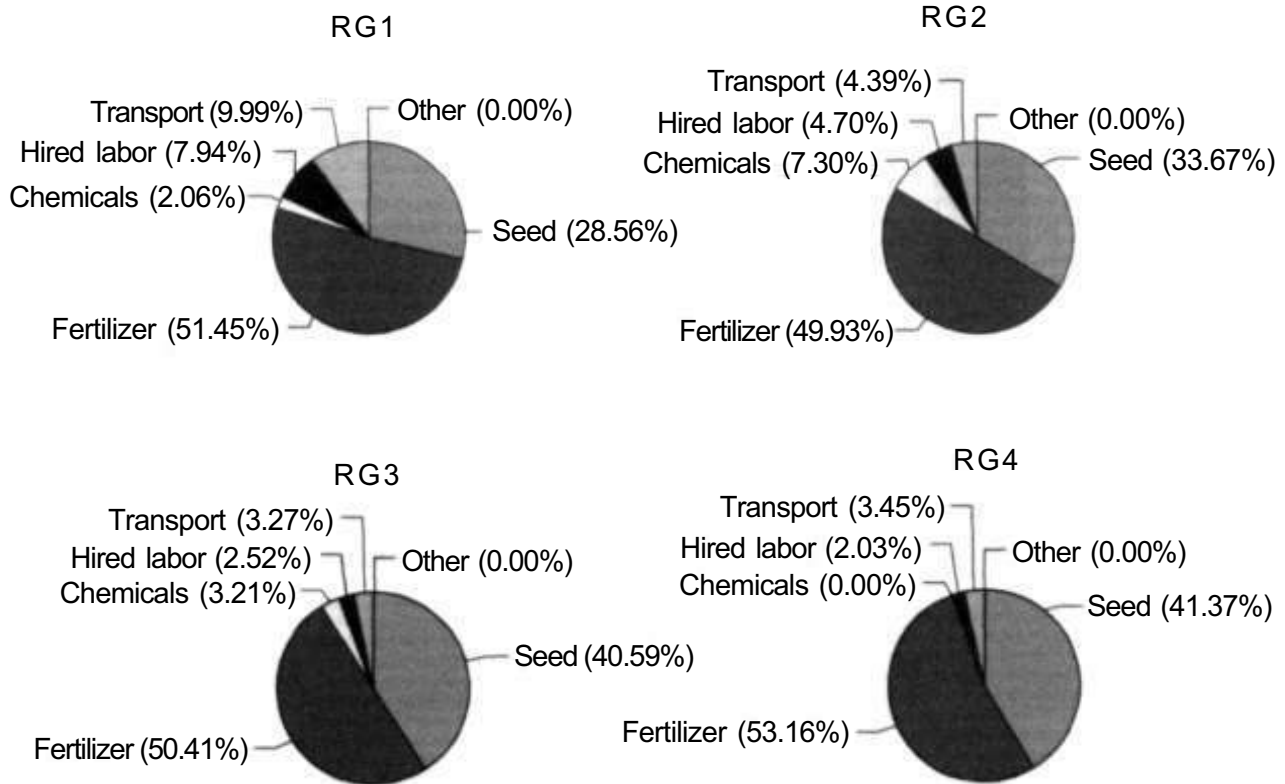 RG1
Transport (9.99%)
Other (0.00%)
Hired labor (7.94%)
Chemicals (2.06%)
Seed (28.56%)
Fertilizer (51.45%)
RG2
Transport (4.39%)
Other (0.00%)
Hired labor (4.70%)
Chemicals (7.30%)
Seed (33.67%)
Fertilizer (49.93%)
RG3
Transport (3.27%)
Hired labor (2.52%)
Other (0.00%)
Chemicals (3.21%)
Seed (40.59%)
Fertilizer (50.41%)
RG4
Transport (3.45%)
Hired labor (2.03%)
Other (0.00%)
Chemicals (0.00%)
Seed (41.37%)
Fertilizer (53.16%)